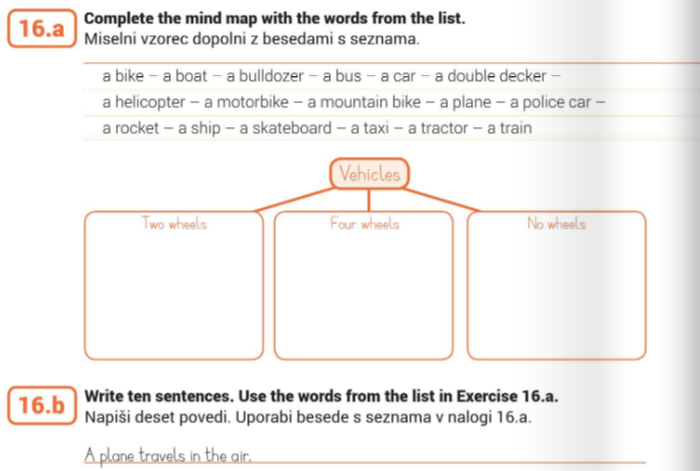 16.a
Complete the mind map with the words from the list.
Miselni vzorec dopolni z besedami s seznama.
a bike – a boat – a bulldozer – a bus – a car – a double decker –
a helicopter – a motorbike – a mountain bike – a plane – a police car –
a rocket – a ship – a skateboard – a taxi – a tractor – a train
Vehicles
Two wheels
Four wheels
No wheels
16.b
Write ten sentences. Use the words from the list in Exercise 16.a.
Napiši deset povedi. Uporabi besede s seznama v nalogi 16.a.
A plane travels in the air.